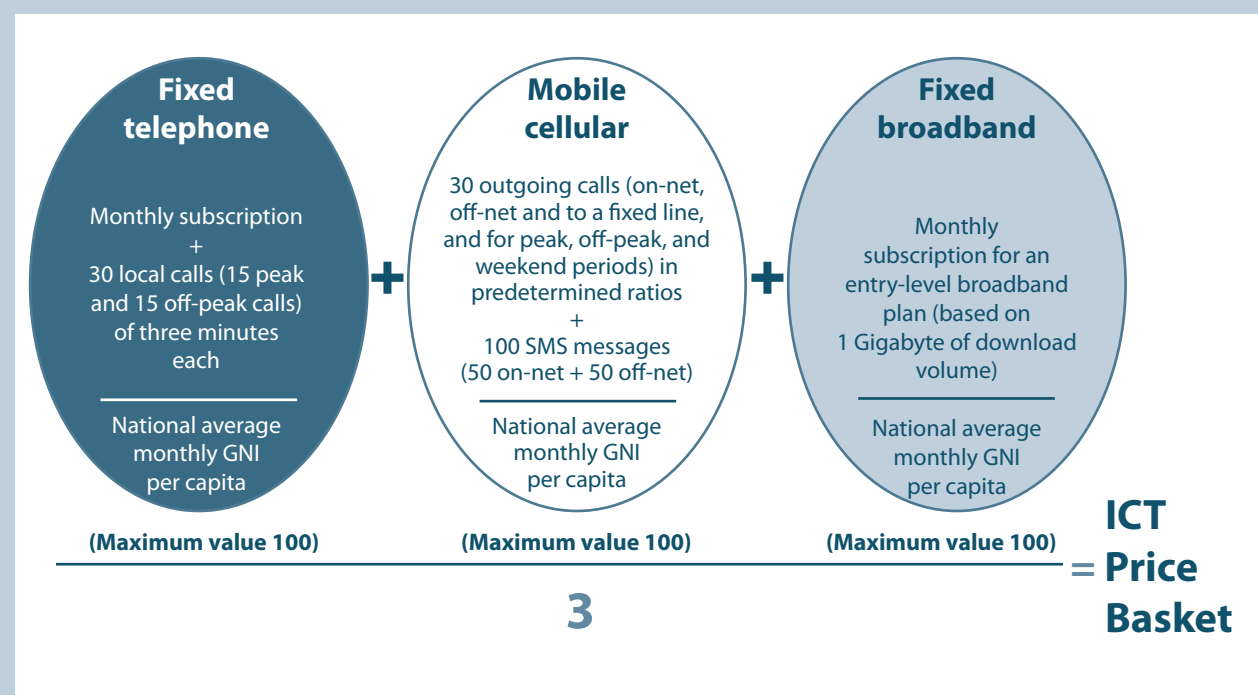 Fixed
telephone
Monthly subscription
+
30 local calls (15 peak
and 15 off-peak calls)
of three minutes
each
National average
monthly GNI
per capita
(Maximum value 100)
+
Mobile
cellular
30 outgoing calls (on-net,
off-net and to a fixed line,
and for peak, off-peak, and
weekend periods) in
predetermined ratios
+
100 SMS messages
(50 on-net + 50 off-net)
National average
monthly GNI
per capita
(Maximum value 100)
+
Fixed
broadband
Monthly
subscription for an
entry-level broadband
plan (based on
1 Gigabyte of download
volume)
National average
monthly GNI
per capita
(Maximum value 100)
3
= ICT
Price
Basket